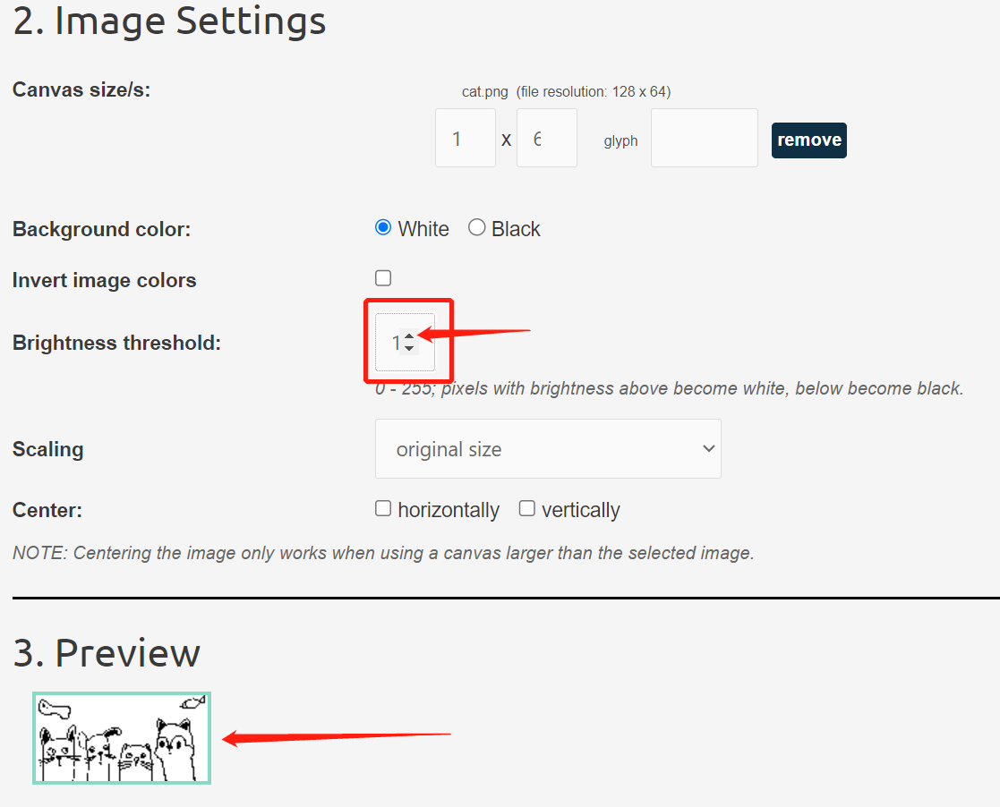 2. Image Settings
Canvas size/s:
cat.png (file resolution: 128 x 64)
1 x 6 glyph remove
Background color: White Black
Invert image colors
Brightness threshold: 1
0 - 255; pixels with brightness above become white, below become black.
Scaling original size
Center: horizontally vertically
NOTE: Centering the image only works when using a canvas larger than the selected image.
3. Preview